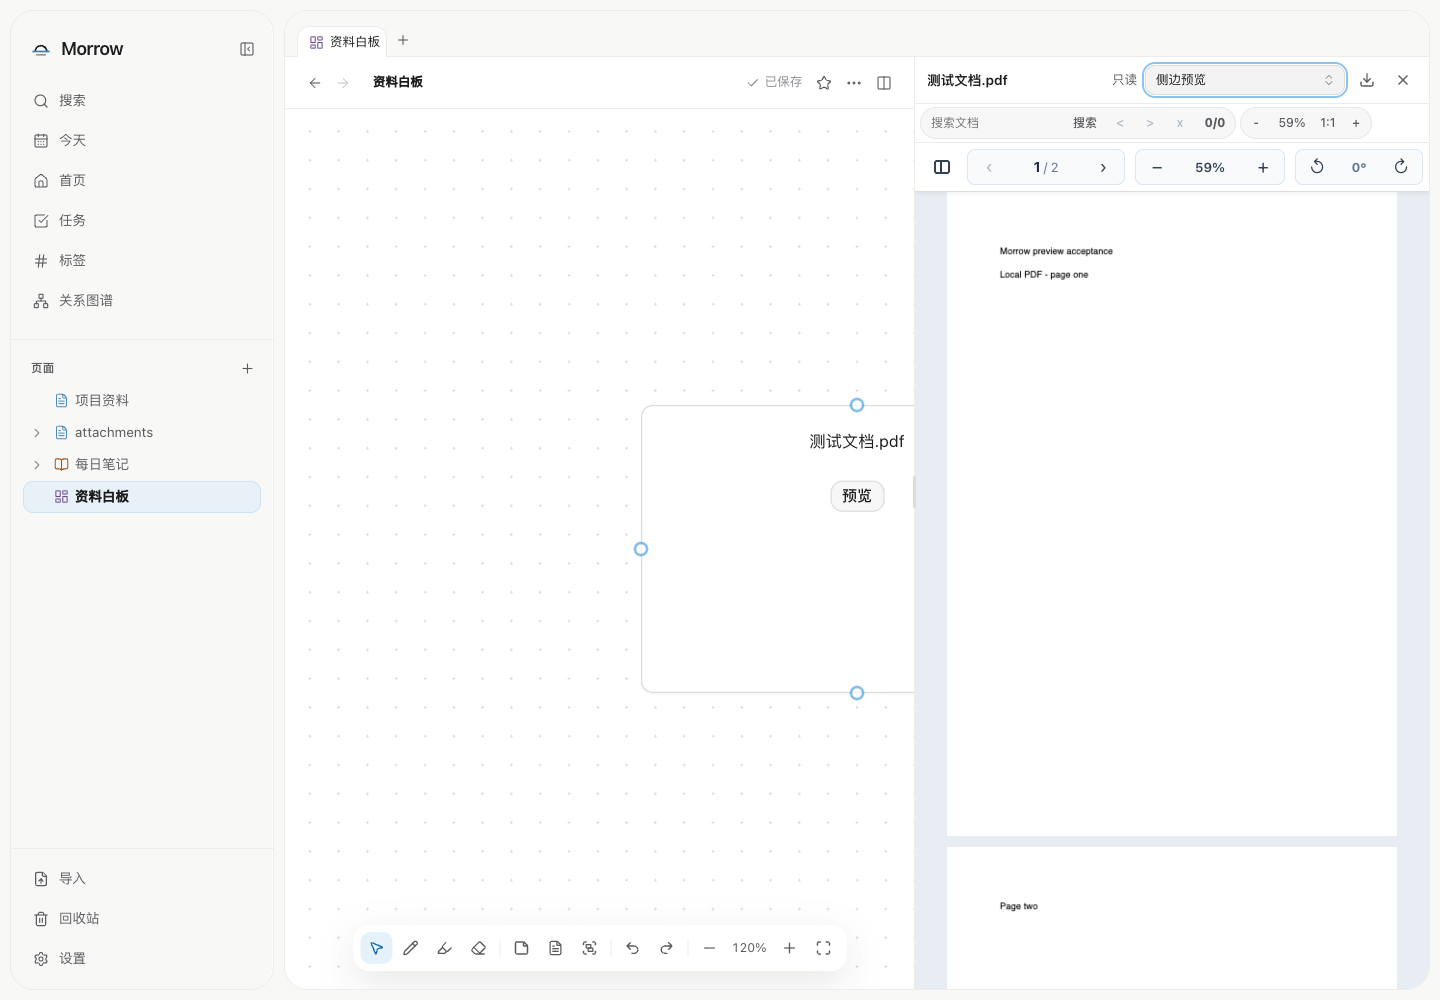 Morrow
搜索
今天
首页
任务
标签
关系图谱
页面
项目资料
attachments
每日笔记
资料白板
导入
回收站
设置
资料白板
资料白板
已保存
测试文档.pdf
预览
120%
测试文档.pdf
只读
侧边预览
搜索文档
搜索
< > x 0/0
- 59% 1:1 +
1 / 2
59%
0°
Morrow preview acceptance
Local PDF - page one
Page two